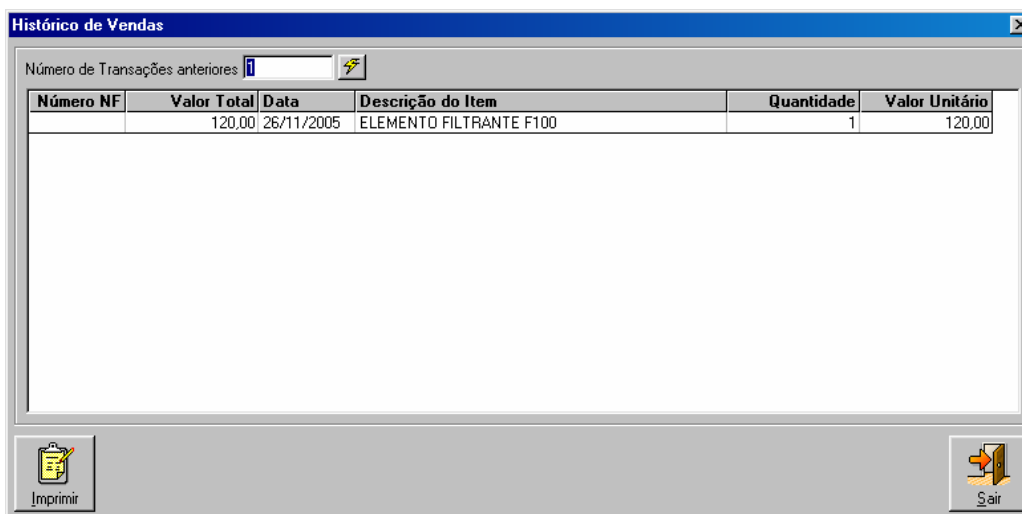 Histórico de Vendas
Número de Transações anteriores 1
Número NF Valor Total Data Descrição do Item Quantidade Valor Unitário
120,00 26/11/2005 ELEMENTO FILTRANTE F100 1 120,00
Imprimir Sair